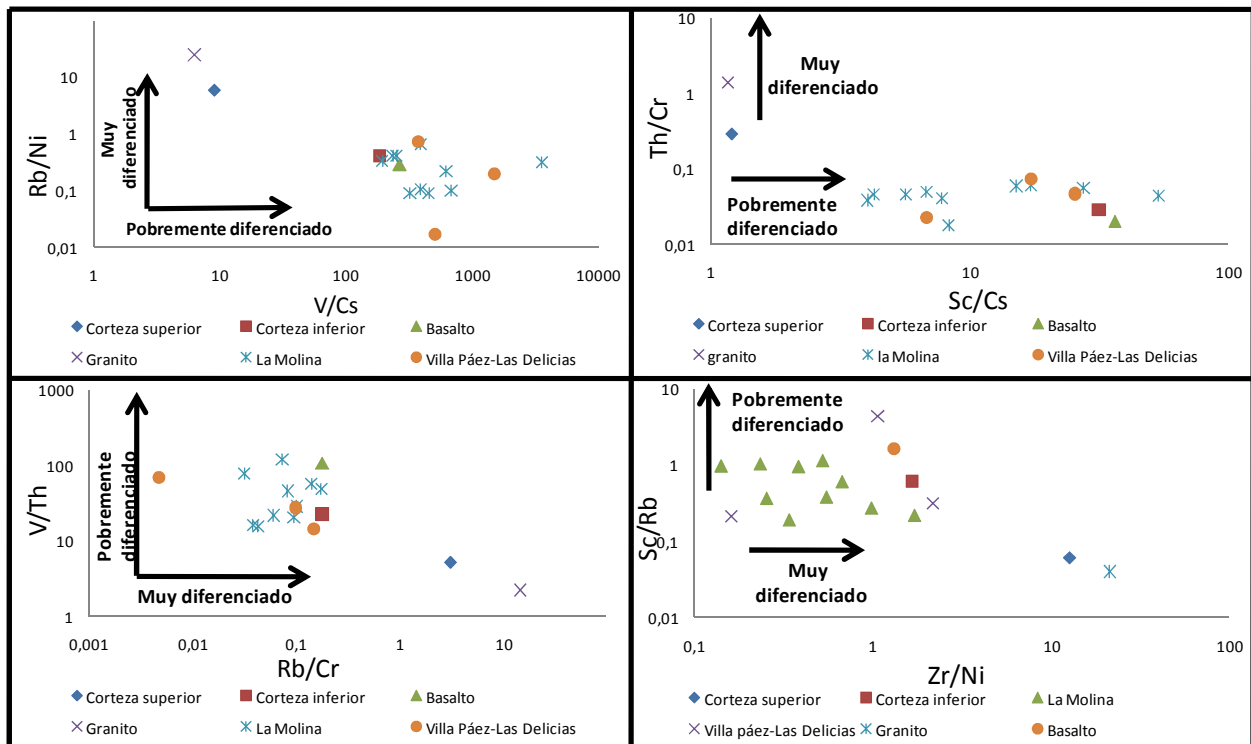 10
1
0,1
0,01
Rb/Ni
Muy
diferenciado
Pobremente diferenciado
1
10
100
1000
10000
V/Cs
Corteza superior
Corteza inferior
Basalto
Granito
La Molina
Villa Páez-Las Delicias
10
1
0,1
0,01
Th/Cr
Muy
diferenciado
Pobremente
diferenciado
1
10
100
Sc/Cs
Corteza superior
Corteza inferior
Basalto
granito
la Molina
Villa Páez-Las Delicias
1000
100
10
1
V/Th
Pobremente
diferenciado
Muy diferenciado
0,001
0,01
0,1
1
10
Rb/Cr
Corteza superior
Corteza inferior
Basalto
Granito
La Molina
Villa Páez-Las Delicias
10
1
0,1
0,01
Sc/Rb
Pobremente
diferenciado
Muy
diferenciado
0,1
1
10
100
Zr/Ni
Corteza superior
Corteza inferior
La Molina
Villa páez-Las Delicias
Granito
Basalto